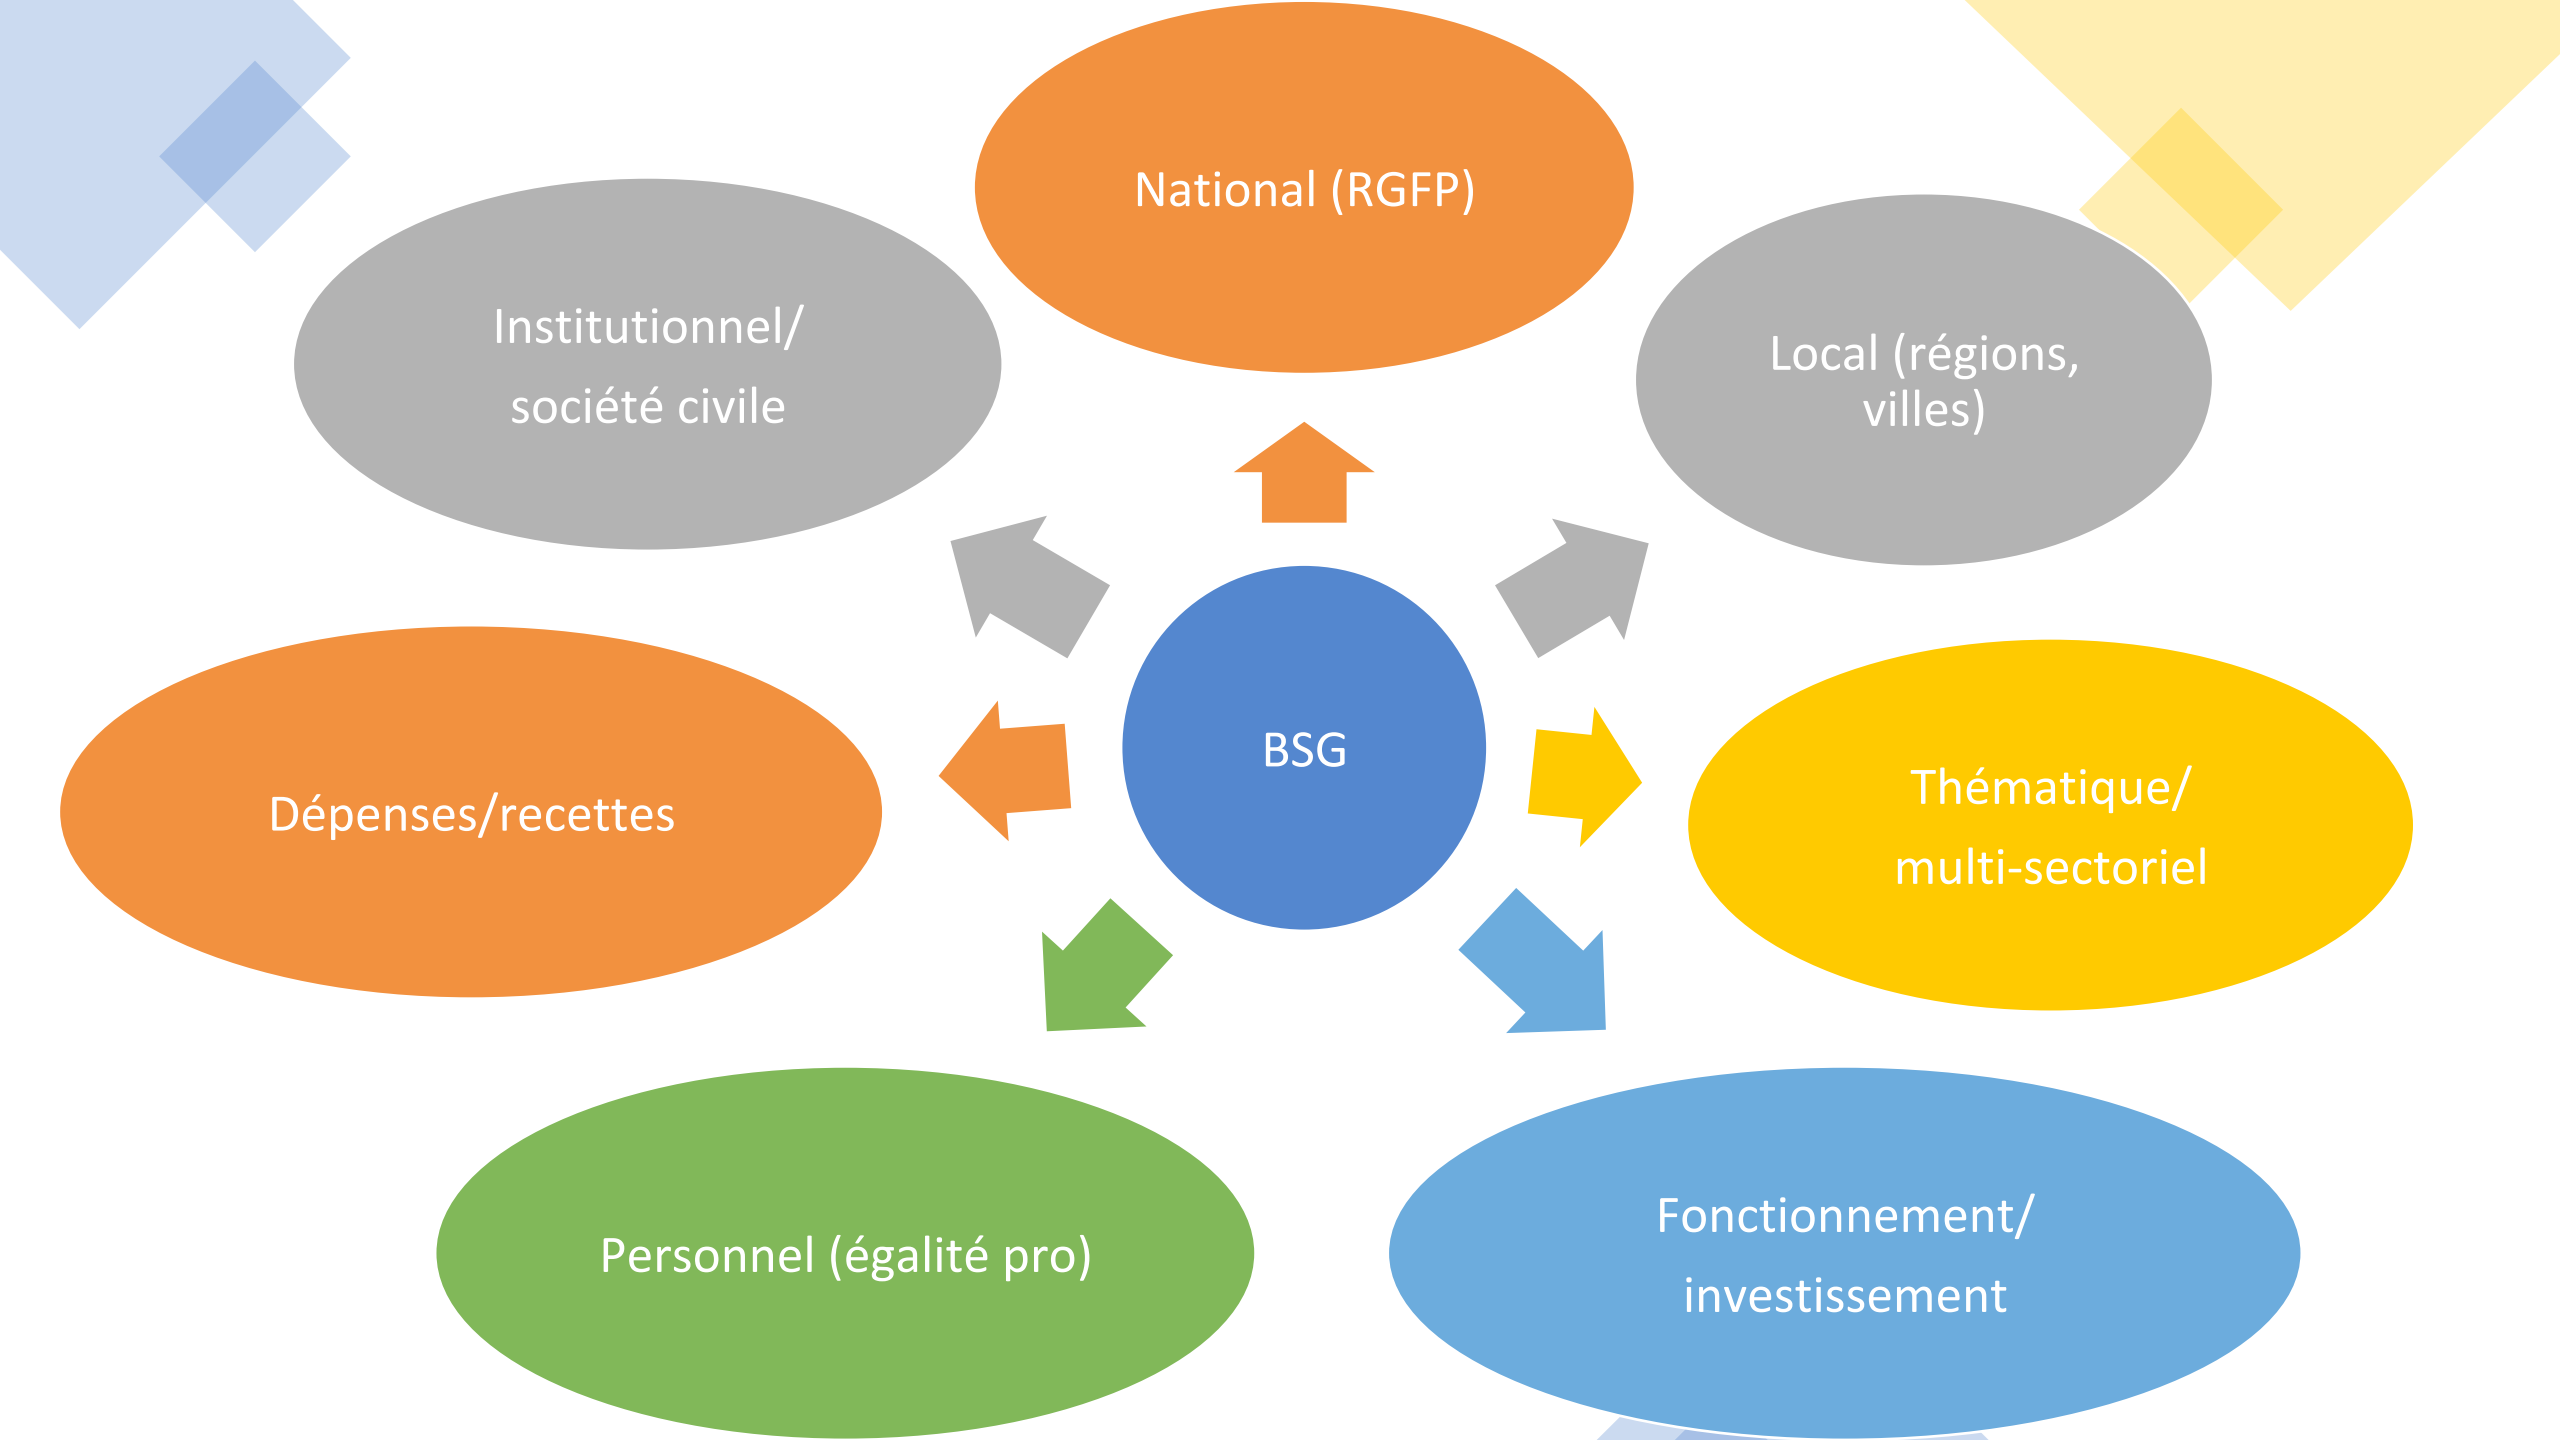 National (RGFP)
Institutionnel/
société civile
Local (régions,
villes)
BSG
Dépenses/recettes
Thématique/
multi-sectoriel
Personnel (égalité pro)
Fonctionnement/
investissement